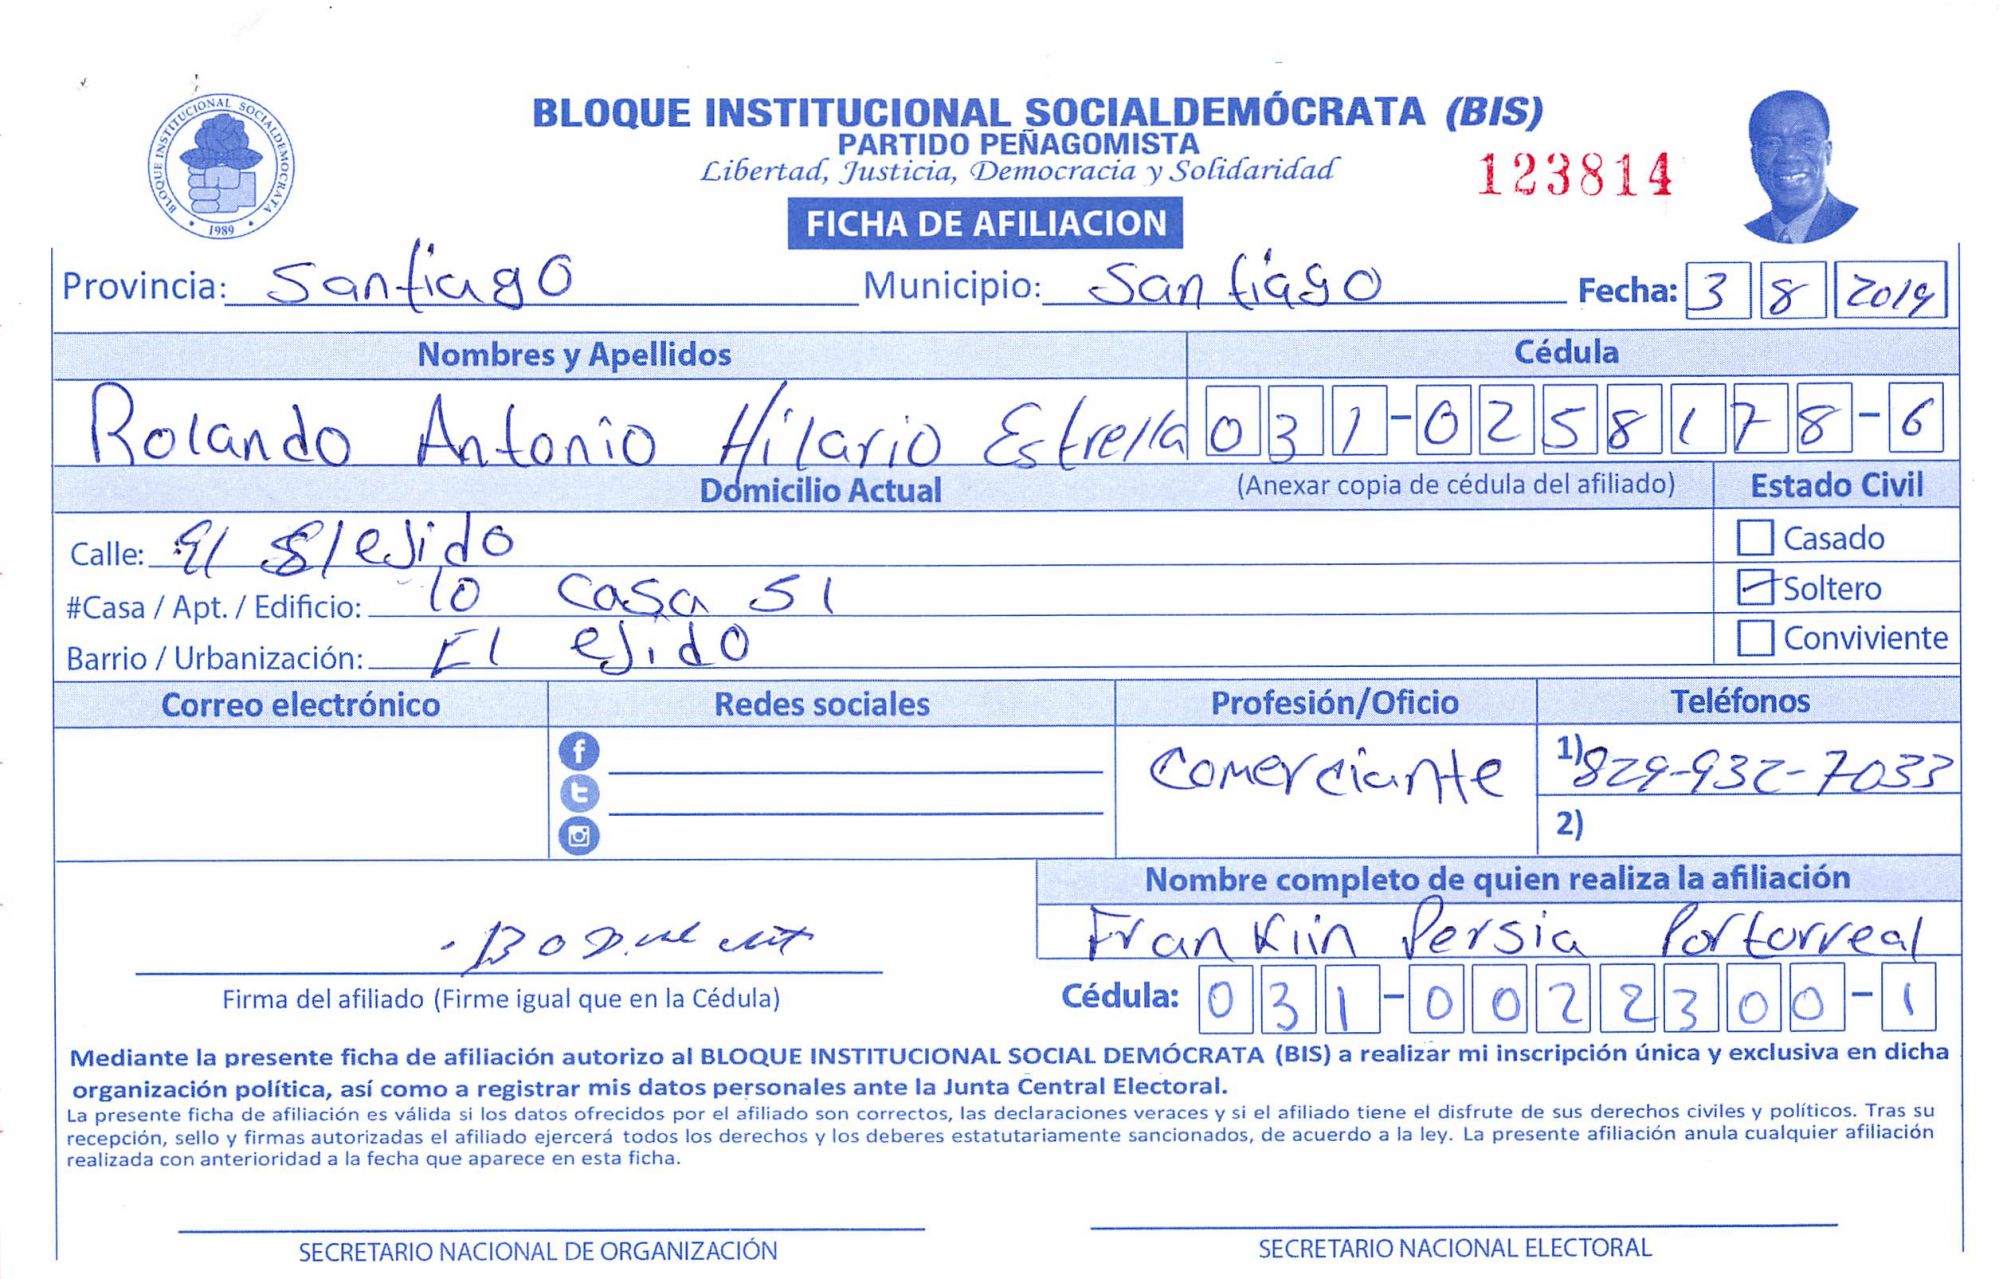 BLOQUE INSTITUCIONAL SOCIALDEMOCRATA
1989
BLOQUE INSTITUCIONAL SOCIALDEMÓCRATA (BIS)
PARTIDO PEÑAGOMISTA
Libertad, Justicia, Democracia y Solidaridad
123814
FICHA DE AFILIACION
Provincia: Santiago Municipio: Santiago Fecha: 3 8 2019
Nombres y Apellidos Cédula
Rolando Antonio Hilario Estrella 031-0258178-6
Domicilio Actual (Anexar copia de cédula del afiliado) Estado Civil
Calle: El Ejido Casado
#Casa / Apt. / Edificio: 10 casa 51 Soltero
Barrio / Urbanización: El Ejido Conviviente
Correo electrónico Redes sociales Profesión/Oficio Teléfonos
Comerciante 1) 829-932-7033
2)
Nombre completo de quien realiza la afiliación
Franklin Persia Portorreal
Firma del afiliado (Firme igual que en la Cédula) Cédula: 031-0022300-1
Mediante la presente ficha de afiliación autorizo al BLOQUE INSTITUCIONAL SOCIAL DEMÓCRATA (BIS) a realizar mi inscripción única y exclusiva en dicha
organización política, así como a registrar mis datos personales ante la Junta Central Electoral.
La presente ficha de afiliación es válida si los datos ofrecidos por el afiliado son correctos, las declaraciones veraces y si el afiliado tiene el disfrute de sus derechos civiles y políticos. Tras su
recepción, sello y firmas autorizadas el afiliado ejercerá todos los derechos y los deberes estatutariamente sancionados, de acuerdo a la ley. La presente afiliación anula cualquier afiliación
realizada con anterioridad a la fecha que aparece en esta ficha.
SECRETARIO NACIONAL DE ORGANIZACIÓN SECRETARIO NACIONAL ELECTORAL